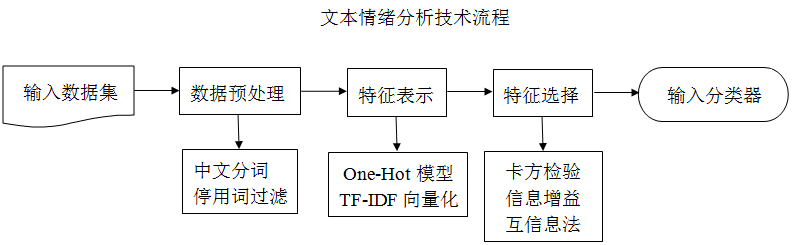 文本情绪分析技术流程
输入数据集
数据预处理
特征表示
特征选择
输入分类器
中文分词
停用词过滤
One-Hot 模型
TF-IDF 向量化
卡方检验
信息增益
互信息法